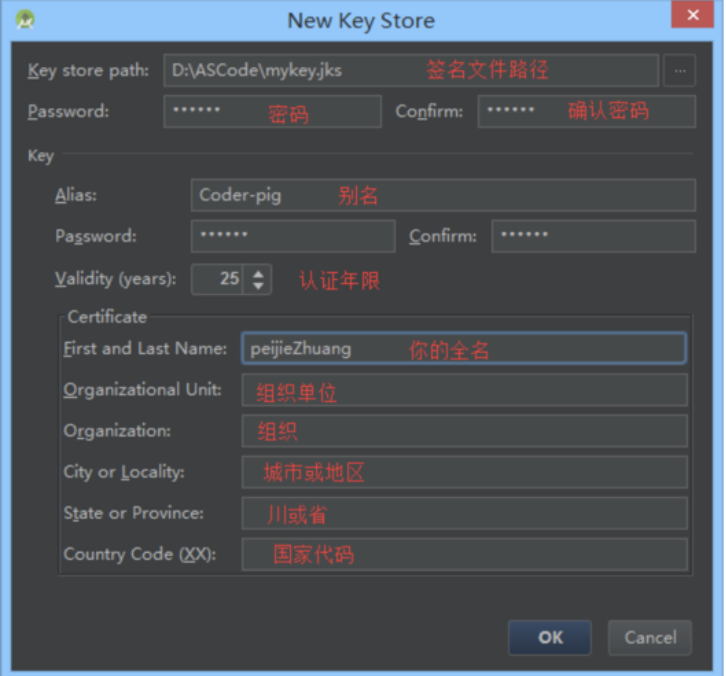 New Key Store
Key store path: D:\ASCode\mykey.jks 签名文件路径 ...
Password: •••••• 密码 Confirm: •••••• 确认密码
Key
Alias: Coder-pig 别名
Password: •••••• Confirm: ••••••
Validity (years): 25 认证年限
Certificate
First and Last Name: peijieZhuang 你的全名
Organizational Unit: 组织单位
Organization: 组织
City or Locality: 城市或地区
State or Province: 川或省
Country Code (XX): 国家代码
OK Cancel